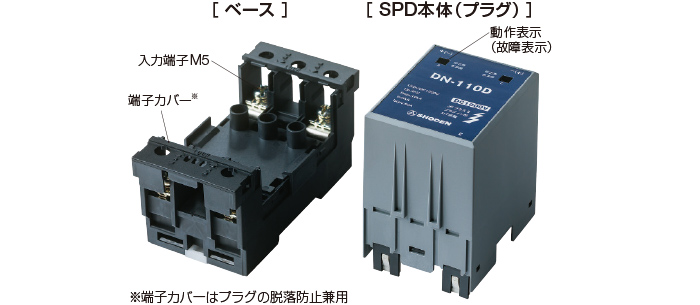 [ ベース ]
[ SPD本体(プラグ) ]
入力端子M5
端子カバー※
動作表示
(故障表示)
DN-110D
DC1200V
SHODEN
※端子カバーはプラグの脱落防止兼用